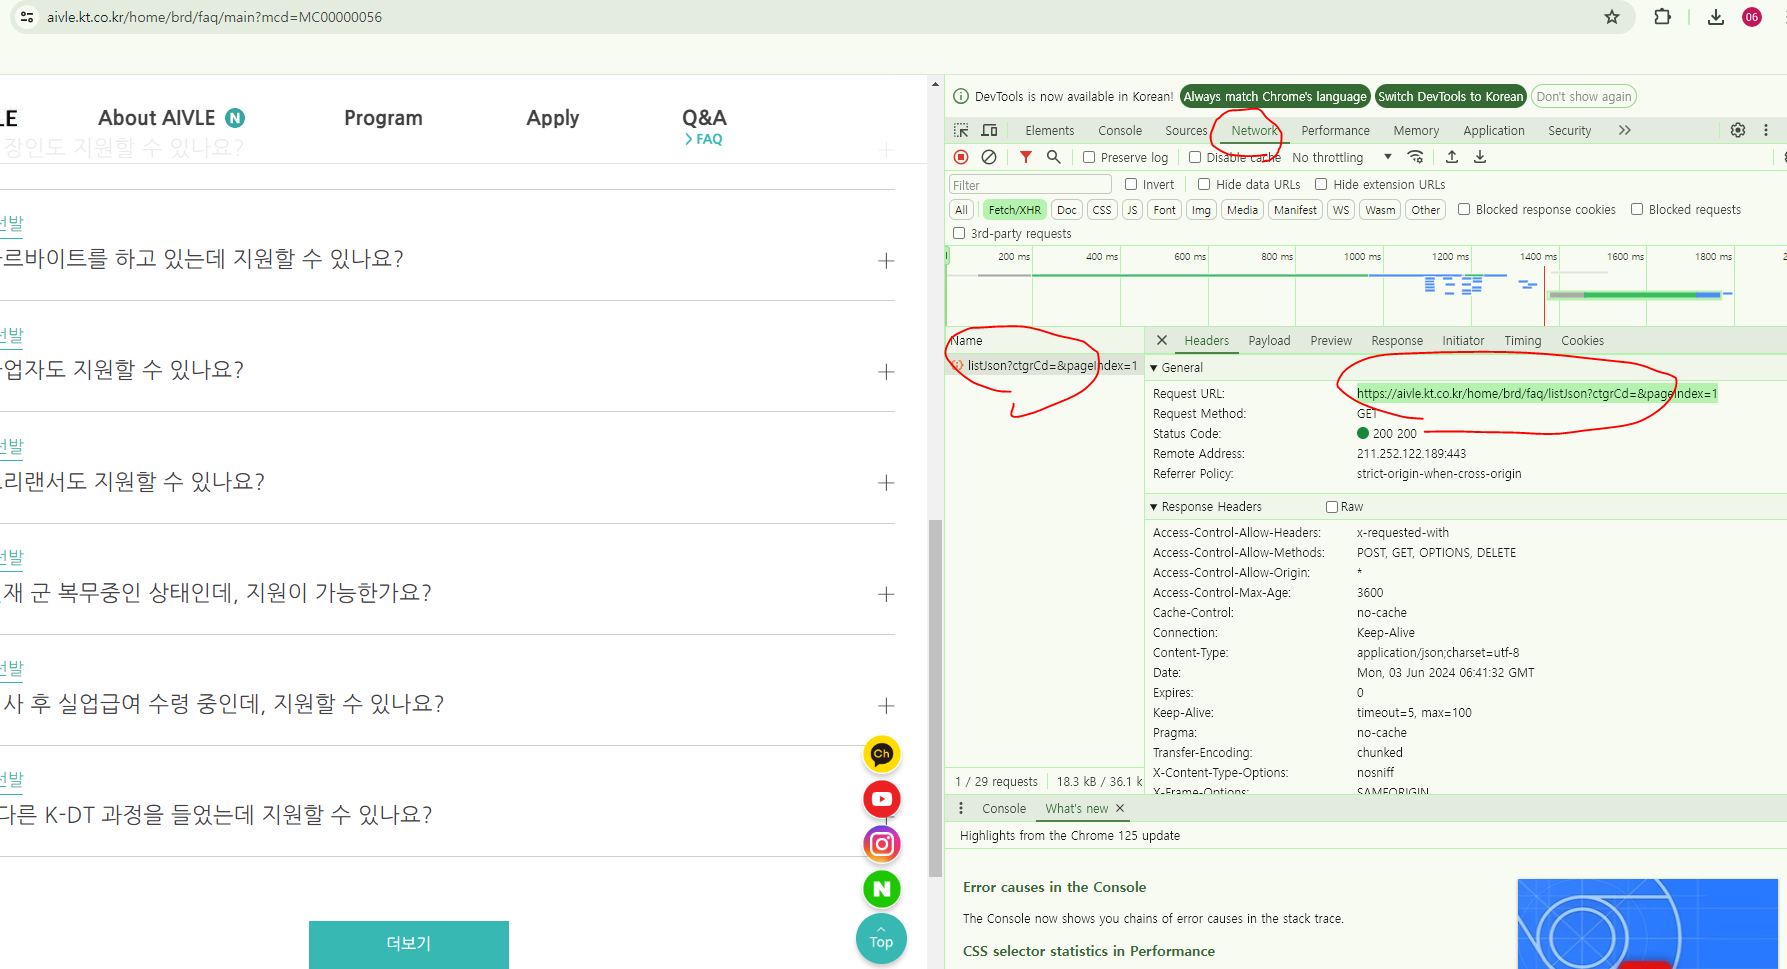 aivle.kt.co.kr/home/brd/faq/main?mcd=MC00000056
06
LE
About AIVLE N
Program
Apply
Q&A
> FAQ
장인도 지원할 수 있나요?
선발
르바이트를 하고 있는데 지원할 수 있나요?
선발
업자도 지원할 수 있나요?
선발
리랜서도 지원할 수 있나요?
선발
재 군 복무중인 상태인데, 지원이 가능한가요?
선발
사 후 실업급여 수령 중인데, 지원할 수 있나요?
선발
다른 K-DT 과정을 들었는데 지원할 수 있나요?
Ch
N
Top
더보기
DevTools is now available in Korean!
Always match Chrome's language
Switch DevTools to Korean
Don't show again
Elements
Console
Sources
Network
Performance
Memory
Application
Security
Preserve log
Disable cache
No throttling
Filter
Invert
Hide data URLs
Hide extension URLs
All
Fetch/XHR
Doc
CSS
JS
Font
Img
Media
Manifest
WS
Wasm
Other
Blocked response cookies
Blocked requests
3rd-party requests
200 ms
400 ms
600 ms
800 ms
1000 ms
1200 ms
1400 ms
1600 ms
1800 ms
Name
listJson?ctgrCd=&pageIndex=1
Headers
Payload
Preview
Response
Initiator
Timing
Cookies
General
Request URL: https://aivle.kt.co.kr/home/brd/faq/listJson?ctgrCd=&pageIndex=1
Request Method: GET
Status Code: 200 200
Remote Address: 211.252.122.189:443
Referrer Policy: strict-origin-when-cross-origin
Response Headers
Raw
Access-Control-Allow-Headers: x-requested-with
Access-Control-Allow-Methods: POST, GET, OPTIONS, DELETE
Access-Control-Allow-Origin: *
Access-Control-Max-Age: 3600
Cache-Control: no-cache
Connection: Keep-Alive
Content-Type: application/json;charset=utf-8
Date: Mon, 03 Jun 2024 06:41:32 GMT
Expires: 0
Keep-Alive: timeout=5, max=100
Pragma: no-cache
Transfer-Encoding: chunked
X-Content-Type-Options: nosniff
X-Frame-Options: SAMEORIGIN
1 / 29 requests
18.3 kB / 36.1 k
Console
What's new
Highlights from the Chrome 125 update
Error causes in the Console
The Console now shows you chains of error causes in the stack trace.
CSS selector statistics in Performance